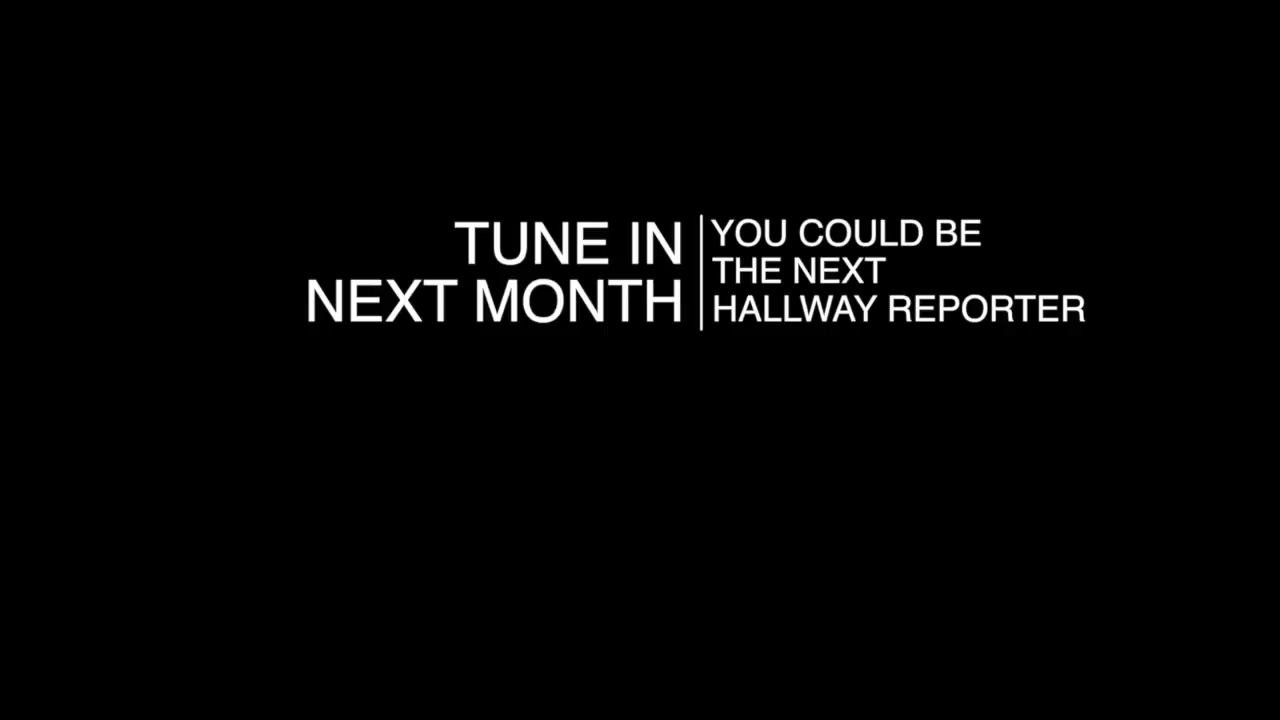 TUNE IN
NEXT MONTH
YOU COULD BE
THE NEXT
HALLWAY REPORTER